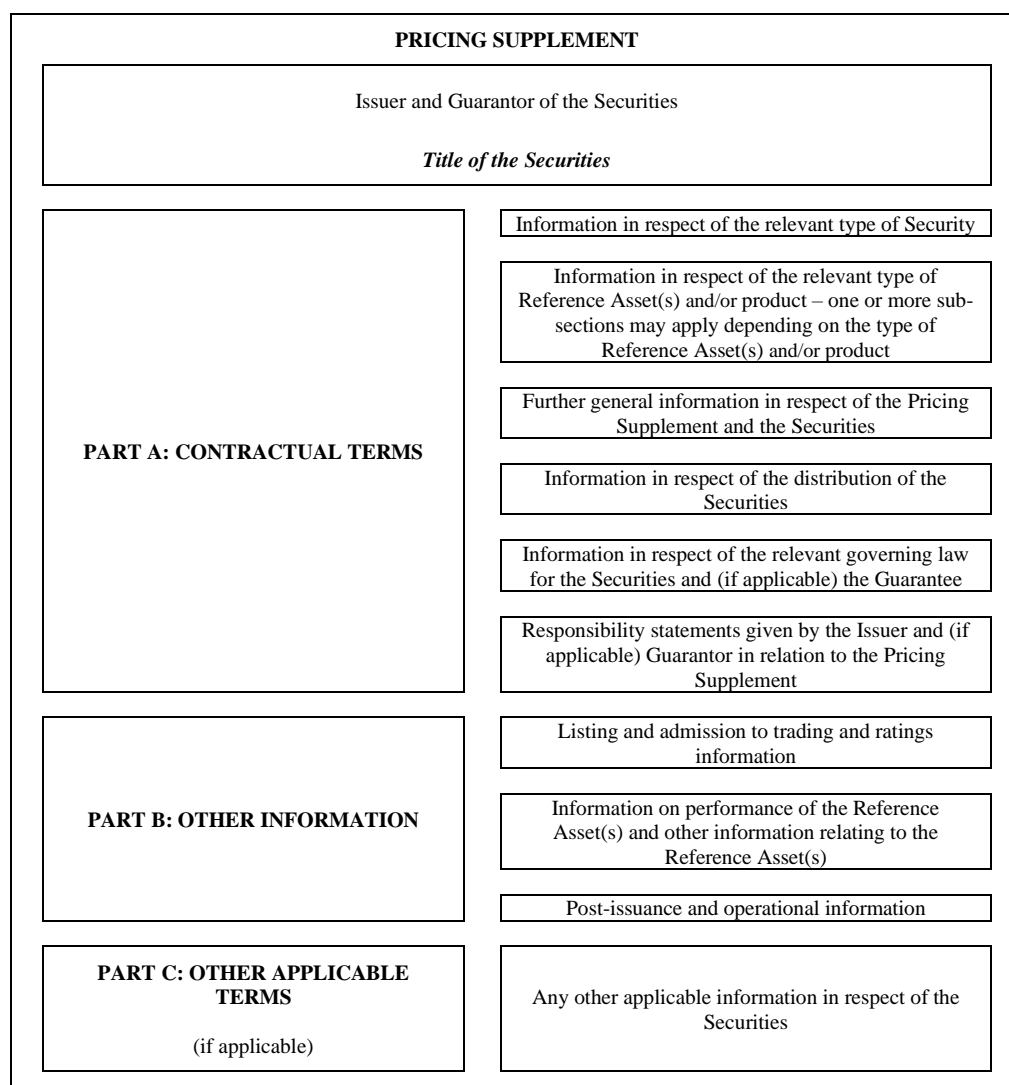 PRICING SUPPLEMENT
Issuer and Guarantor of the Securities
Title of the Securities
PART A: CONTRACTUAL TERMS
Information in respect of the relevant type of Security
Information in respect of the relevant type of
Reference Asset(s) and/or product – one or more sub-
sections may apply depending on the type of
Reference Asset(s) and/or product
Further general information in respect of the Pricing
Supplement and the Securities
Information in respect of the distribution of the
Securities
Information in respect of the relevant governing law
for the Securities and (if applicable) the Guarantee
Responsibility statements given by the Issuer and (if
applicable) Guarantor in relation to the Pricing
Supplement
PART B: OTHER INFORMATION
Listing and admission to trading and ratings
information
Information on performance of the Reference
Asset(s) and other information relating to the
Reference Asset(s)
Post-issuance and operational information
PART C: OTHER APPLICABLE
TERMS
(if applicable)
Any other applicable information in respect of the
Securities